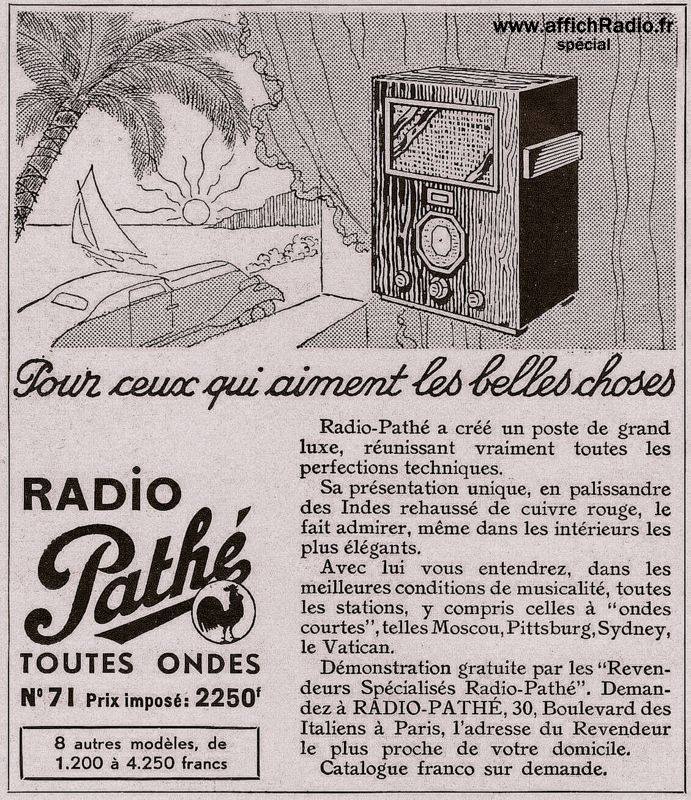 www.affichRadio.fr
spécial
Pour ceux qui aiment les belles choses
RADIO
Pathé
TOUTES ONDES
N° 71 Prix imposé: 2250f
8 autres modèles, de
1.200 à 4.250 francs
Radio-Pathé a créé un poste de grand
luxe, réunissant vraiment toutes les
perfections techniques.
Sa présentation unique, en palissandre
des Indes rehaussé de cuivre rouge, le
fait admirer, même dans les intérieurs les
plus élégants.
Avec lui vous entendrez, dans les
meilleures conditions de musicalité, toutes
les stations, y compris celles à "ondes
courtes", telles Moscou, Pittsburg, Sydney,
le Vatican.
Démonstration gratuite par les "Reven-
deurs Spécialisés Radio-Pathé". Deman-
dez à RADIO-PATHÉ, 30, Boulevard des
Italiens à Paris, l'adresse du Revendeur
le plus proche de votre domicile.
Catalogue franco sur demande.